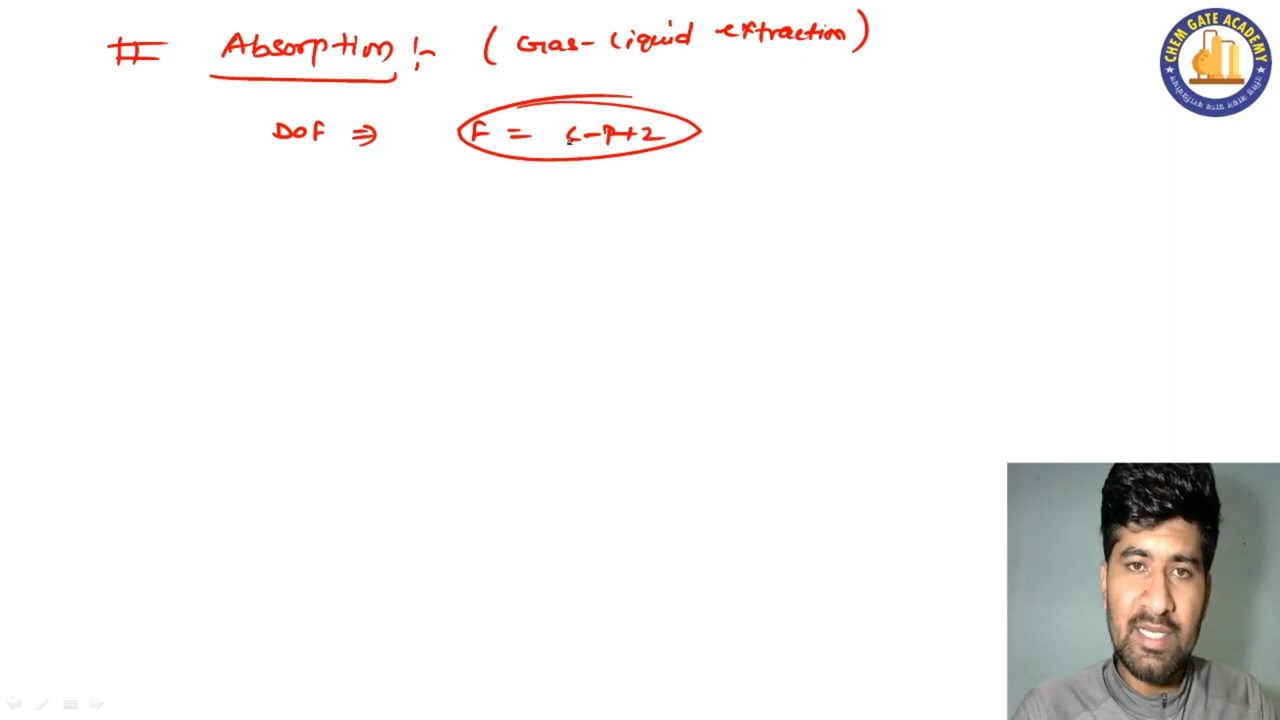 # Absorption :- (Gas-Liquid extraction)
DOF ⇒ F = C-P+2
CHEM GATE ACADEMY